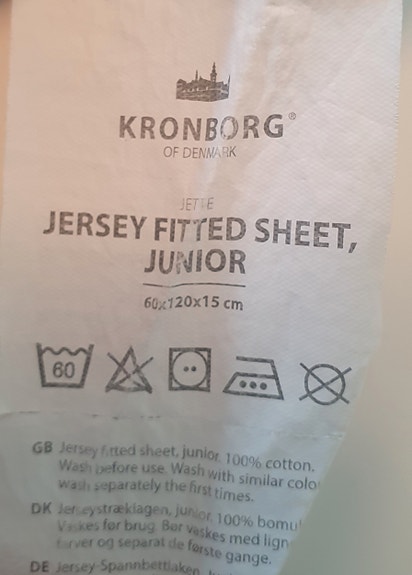 KRONBORG®
OF DENMARK
JETTE
JERSEY FITTED SHEET,
JUNIOR
60x120x15 cm
60
GB Jersey fitted sheet, junior, 100% cotton.
Wash before use. Wash with similar colo
wash separately the first times.
DK Jerseystræklagen, junior, 100% bomu
Vaskes før brug. Bør vaskes med lign
farver og separat de første gange.
DE Jersey-Spannbettlaken,